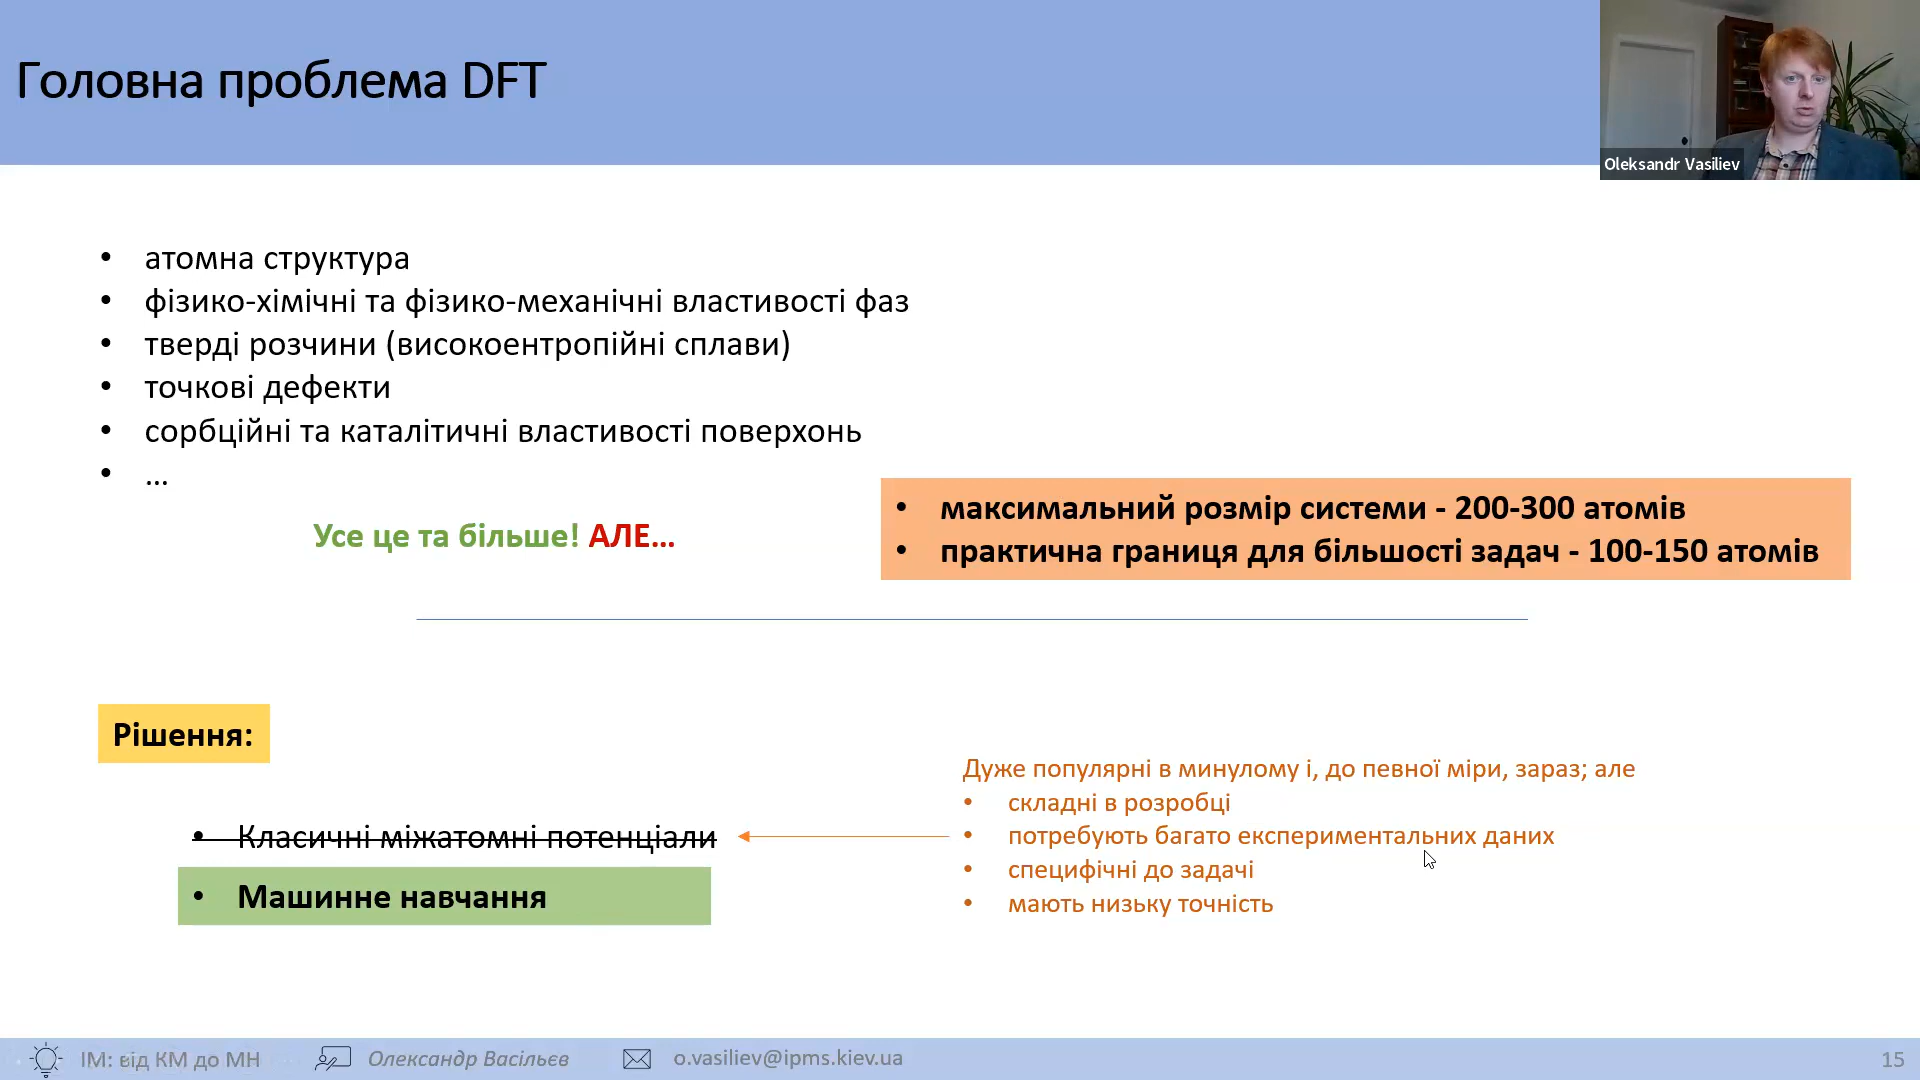 Головна проблема DFT
Oleksandr Vasiliev
• атомна структура
• фізико-хімічні та фізико-механічні властивості фаз
• тверді розчини (високоентропійні сплави)
• точкові дефекти
• сорбційні та каталітичні властивості поверхонь
• ...
Усе це та більше! АЛЕ...
• максимальний розмір системи - 200-300 атомів
• практична границя для більшості задач - 100-150 атомів
Рішення:
• Класичні міжатомні потенціали
• Машинне навчання
Дуже популярні в минулому і, до певної міри, зараз; але
• складні в розробці
• потребують багато експериментальних даних
• специфічні до задачі
• мають низьку точність
ІМ: від КМ до МН
Олександр Васільєв
o.vasiliev@ipms.kiev.ua
15